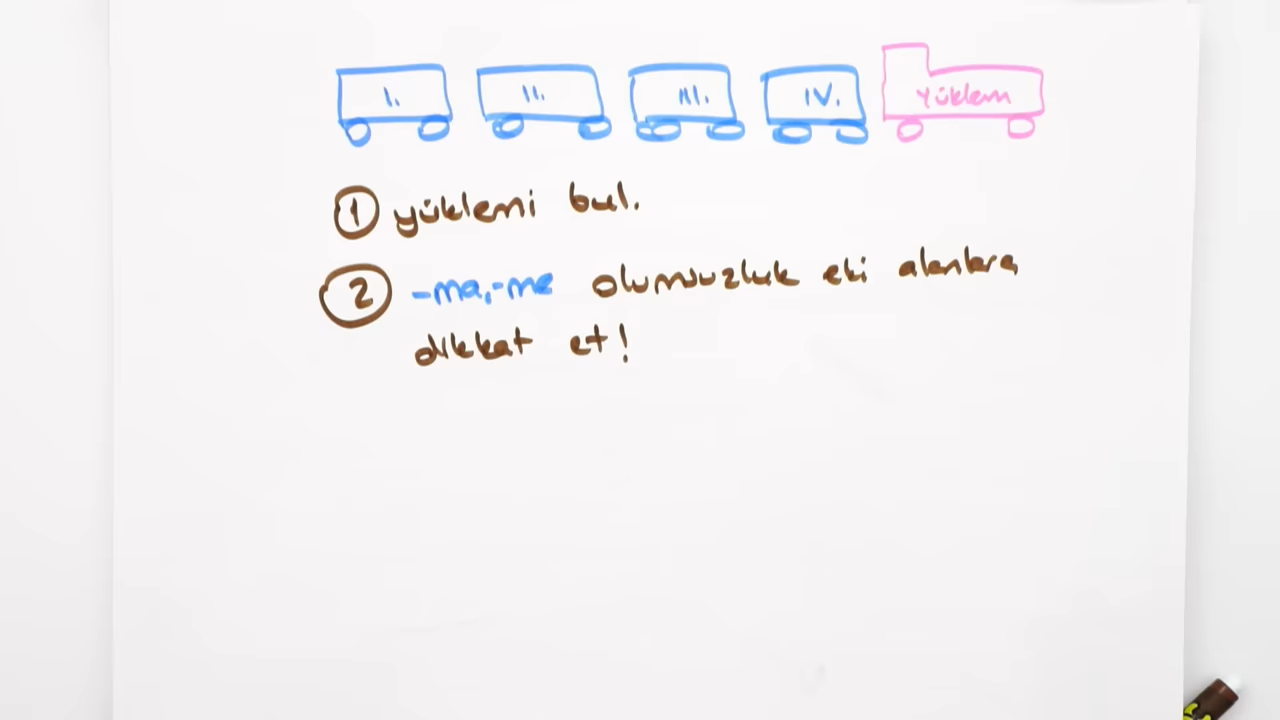 I. II. III. IV. Yüklem
1 yüklemi bul.
2 -ma, -me olumsuzluk eki alanlara
dikkat et!